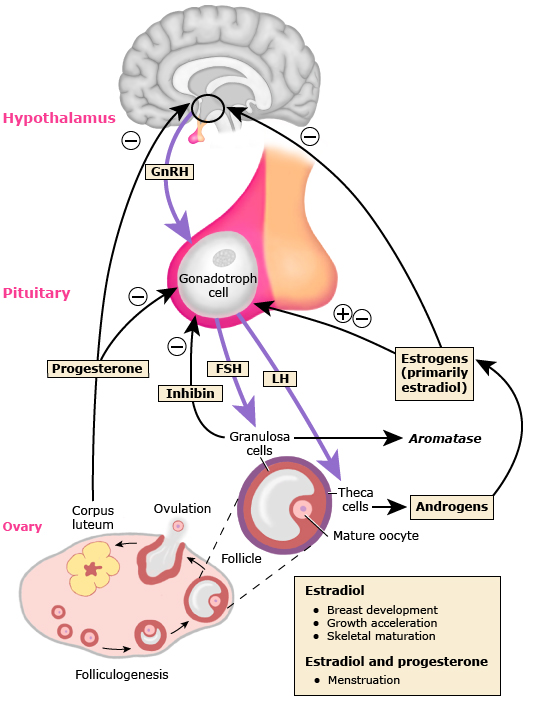 Hypothalamus
−
−
GnRH
Gonadotroph
cell
Pituitary
−
+
−
−
Progesterone
FSH
LH
Inhibin
Estrogens
(primarily
estradiol)
Granulosa
cells
Aromatase
Theca
cells
Androgens
Mature oocyte
Ovary
Corpus
luteum
Ovulation
Follicle
Folliculogenesis
Estradiol
• Breast development
• Growth acceleration
• Skeletal maturation
Estradiol and progesterone
• Menstruation